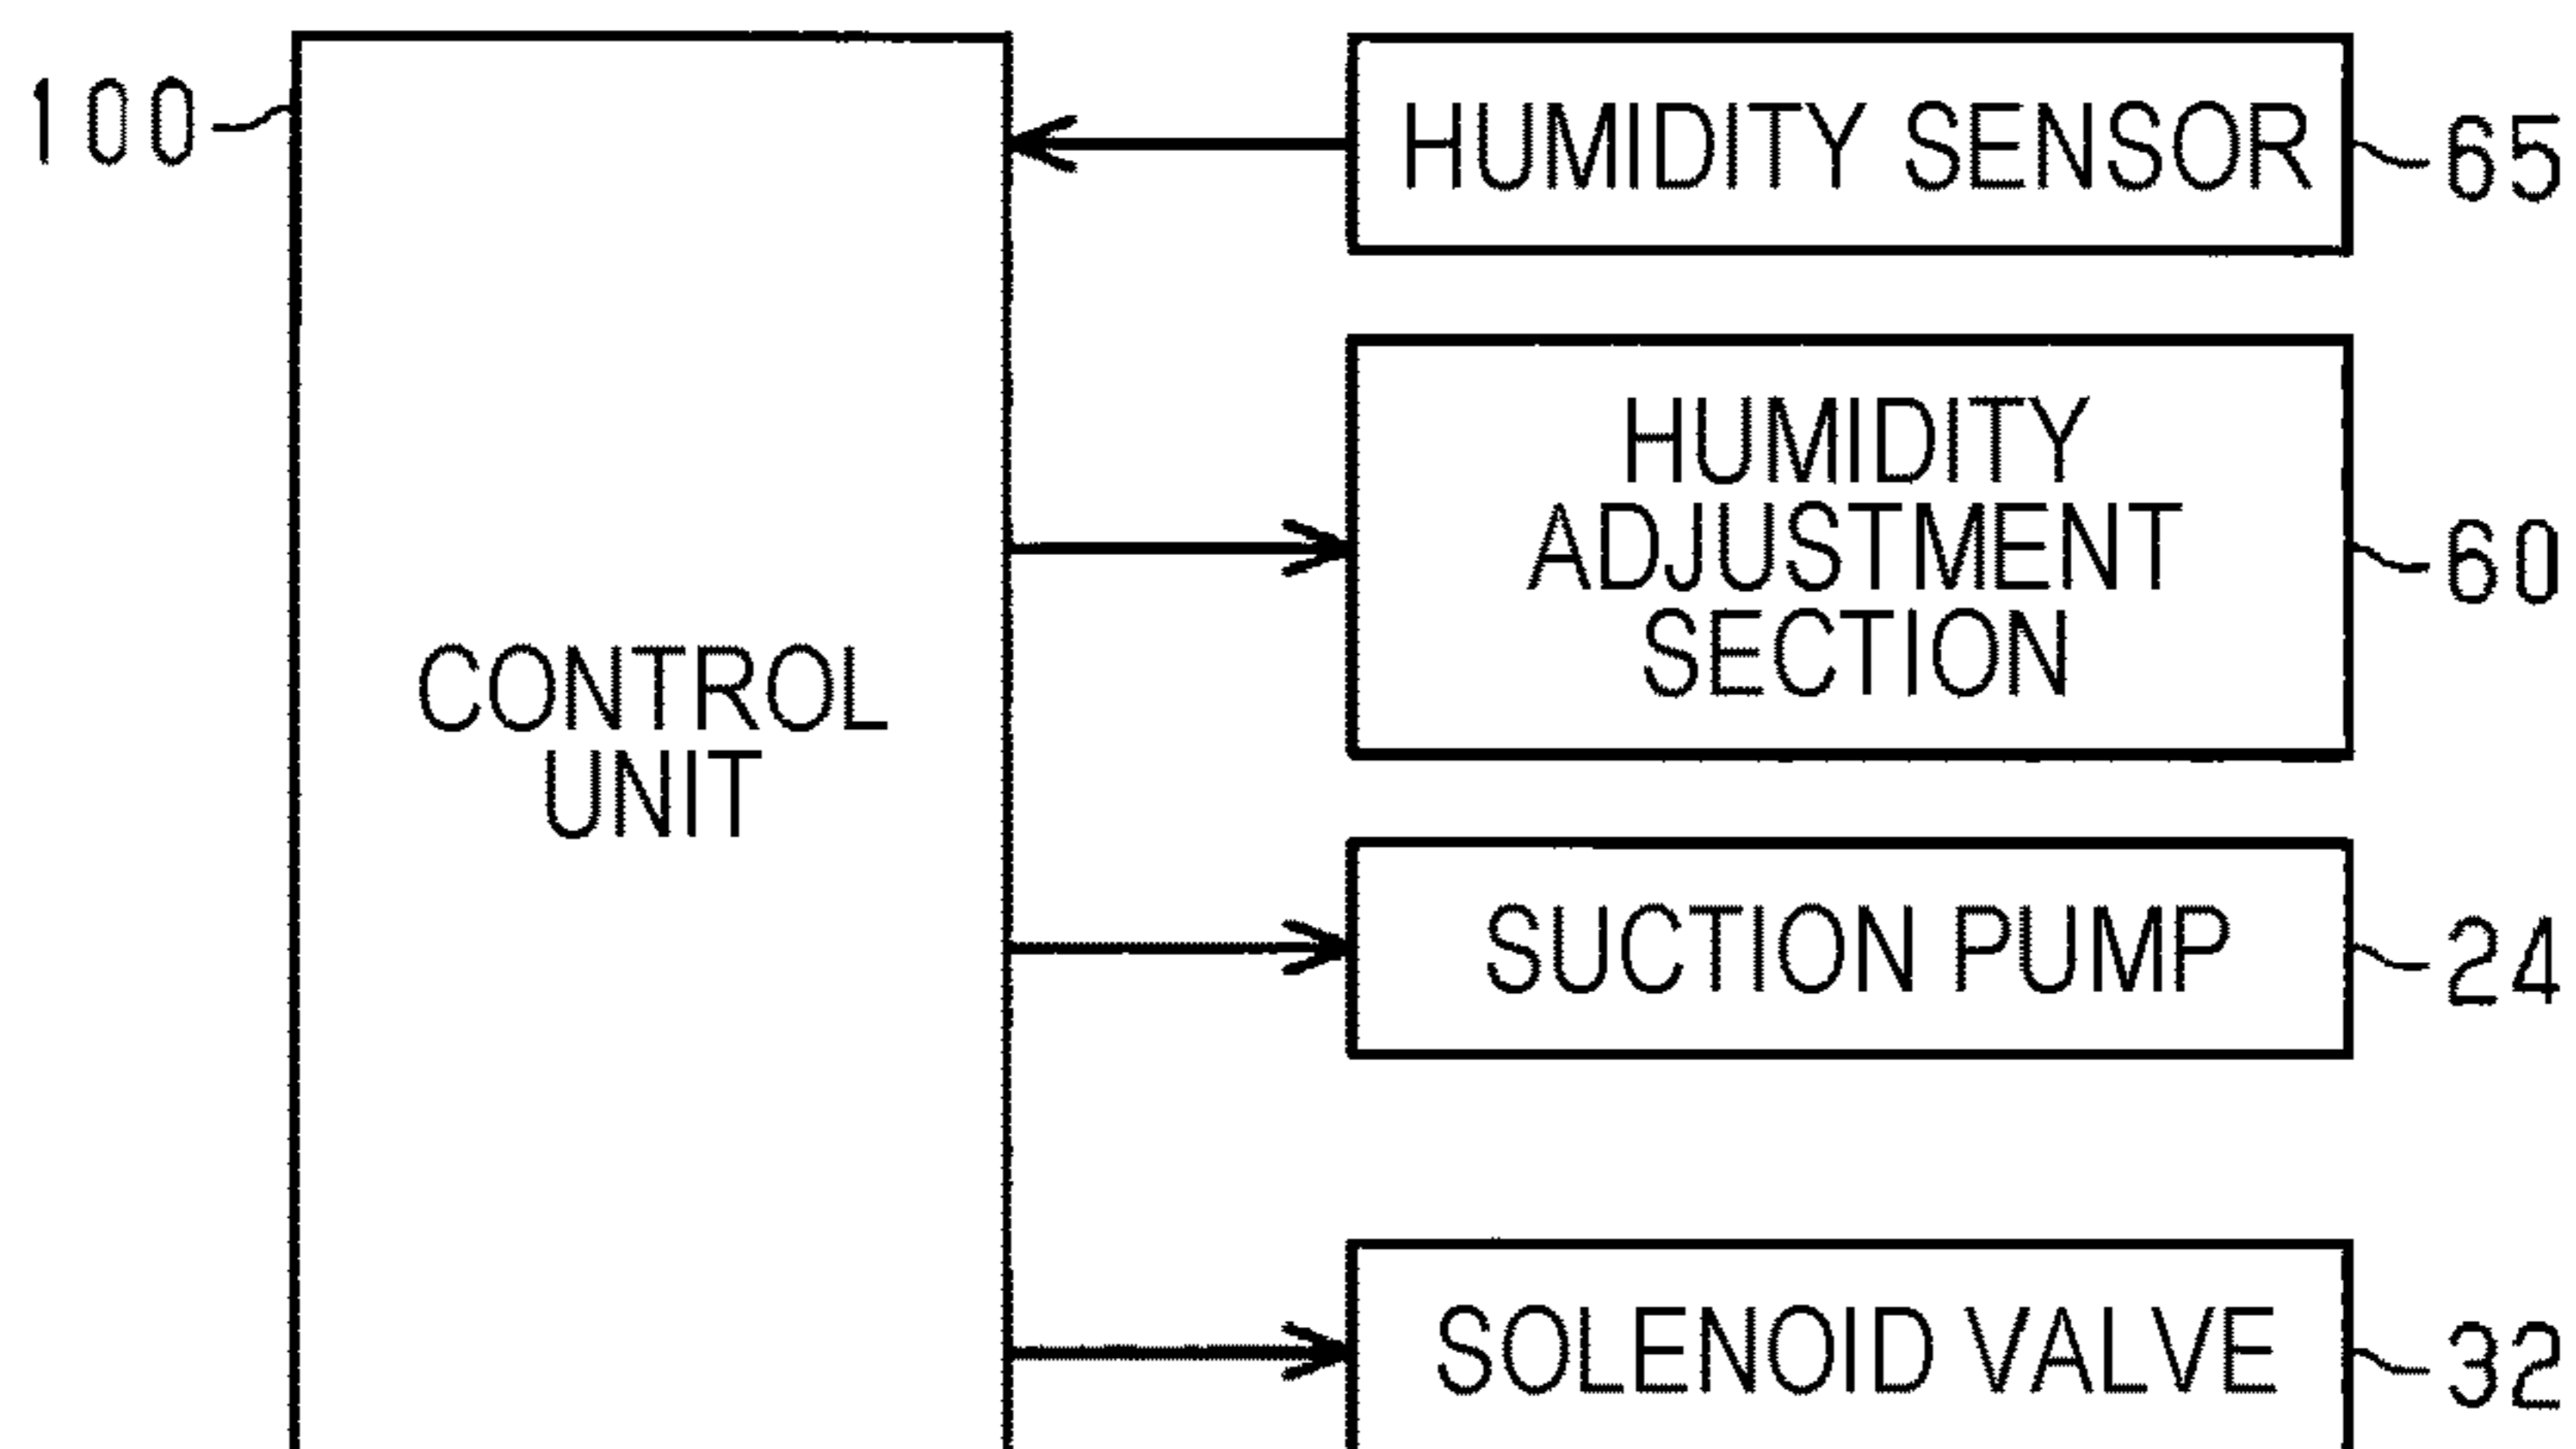 100
HUMIDITY SENSOR
65
HUMIDITY
ADJUSTMENT
SECTION
60
CONTROL
UNIT
SUCTION PUMP
24
SOLENOID VALVE
32